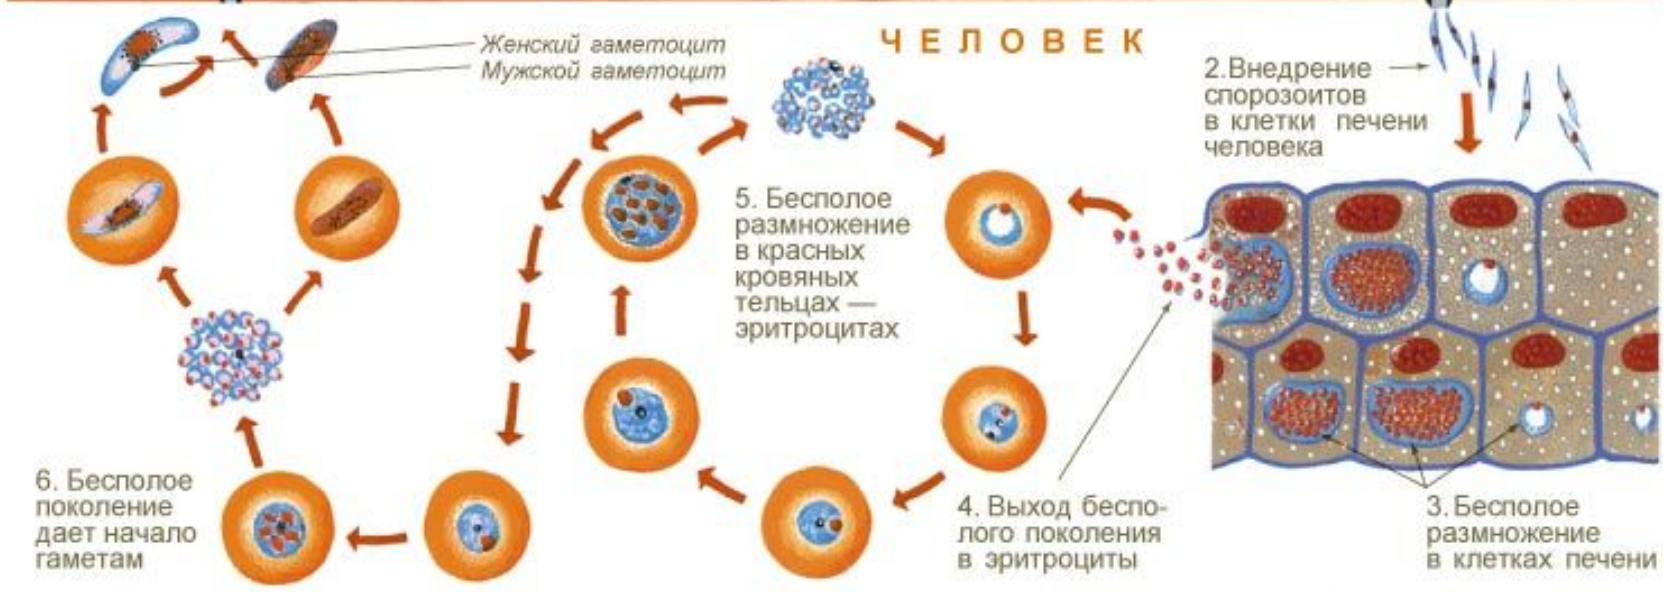 Женский гаметоцит
Мужской гаметоцит
ЧЕЛОВЕК
2.Внедрение
спорозоитов
в клетки печени
человека
5. Бесполое
размножение
в красных
кровяных
тельцах —
эритроцитах
6. Бесполое
поколение
дает начало
гаметам
4. Выход беспо-
лого поколения
в эритроциты
3. Бесполое
размножение
в клетках печени